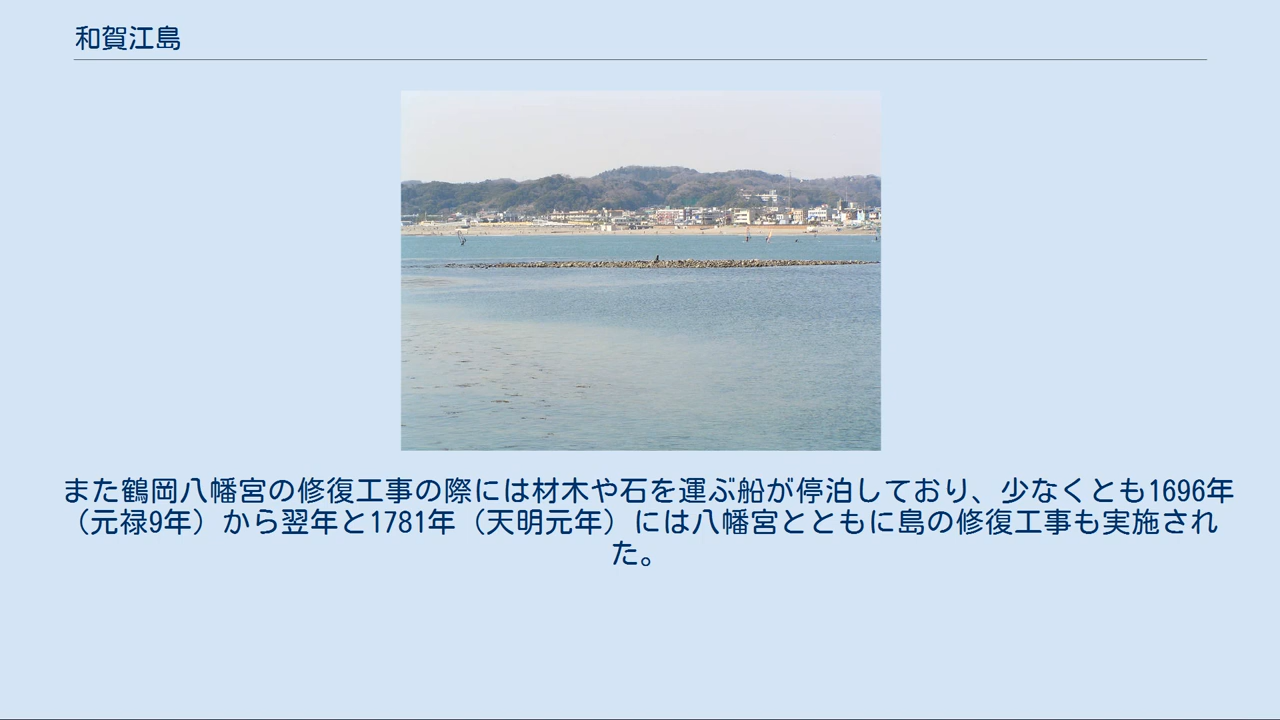 和賀江島
また鶴岡八幡宮の修復工事の際には材木や石を運ぶ船が停泊しており、少なくとも1696年
（元禄9年）から翌年と1781年（天明元年）には八幡宮とともに島の修復工事も実施され
た。